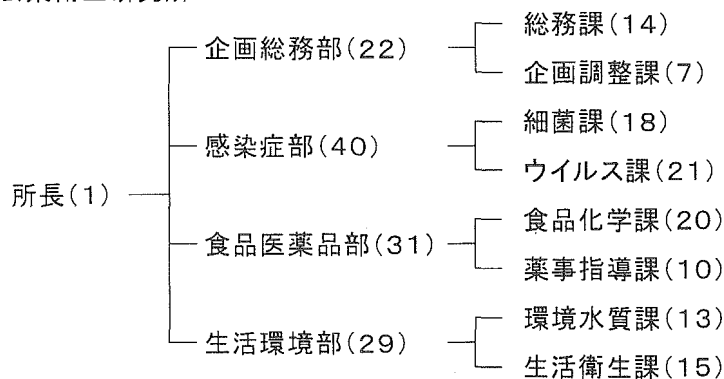 総務課(14)
企画総務部(22)
企画調整課(7)
細菌課(18)
感染症部(40)
ウイルス課(21)
所長(1)
食品化学課(20)
食品医薬品部(31)
薬事指導課(10)
環境水質課(13)
生活環境部(29)
生活衛生課(15)